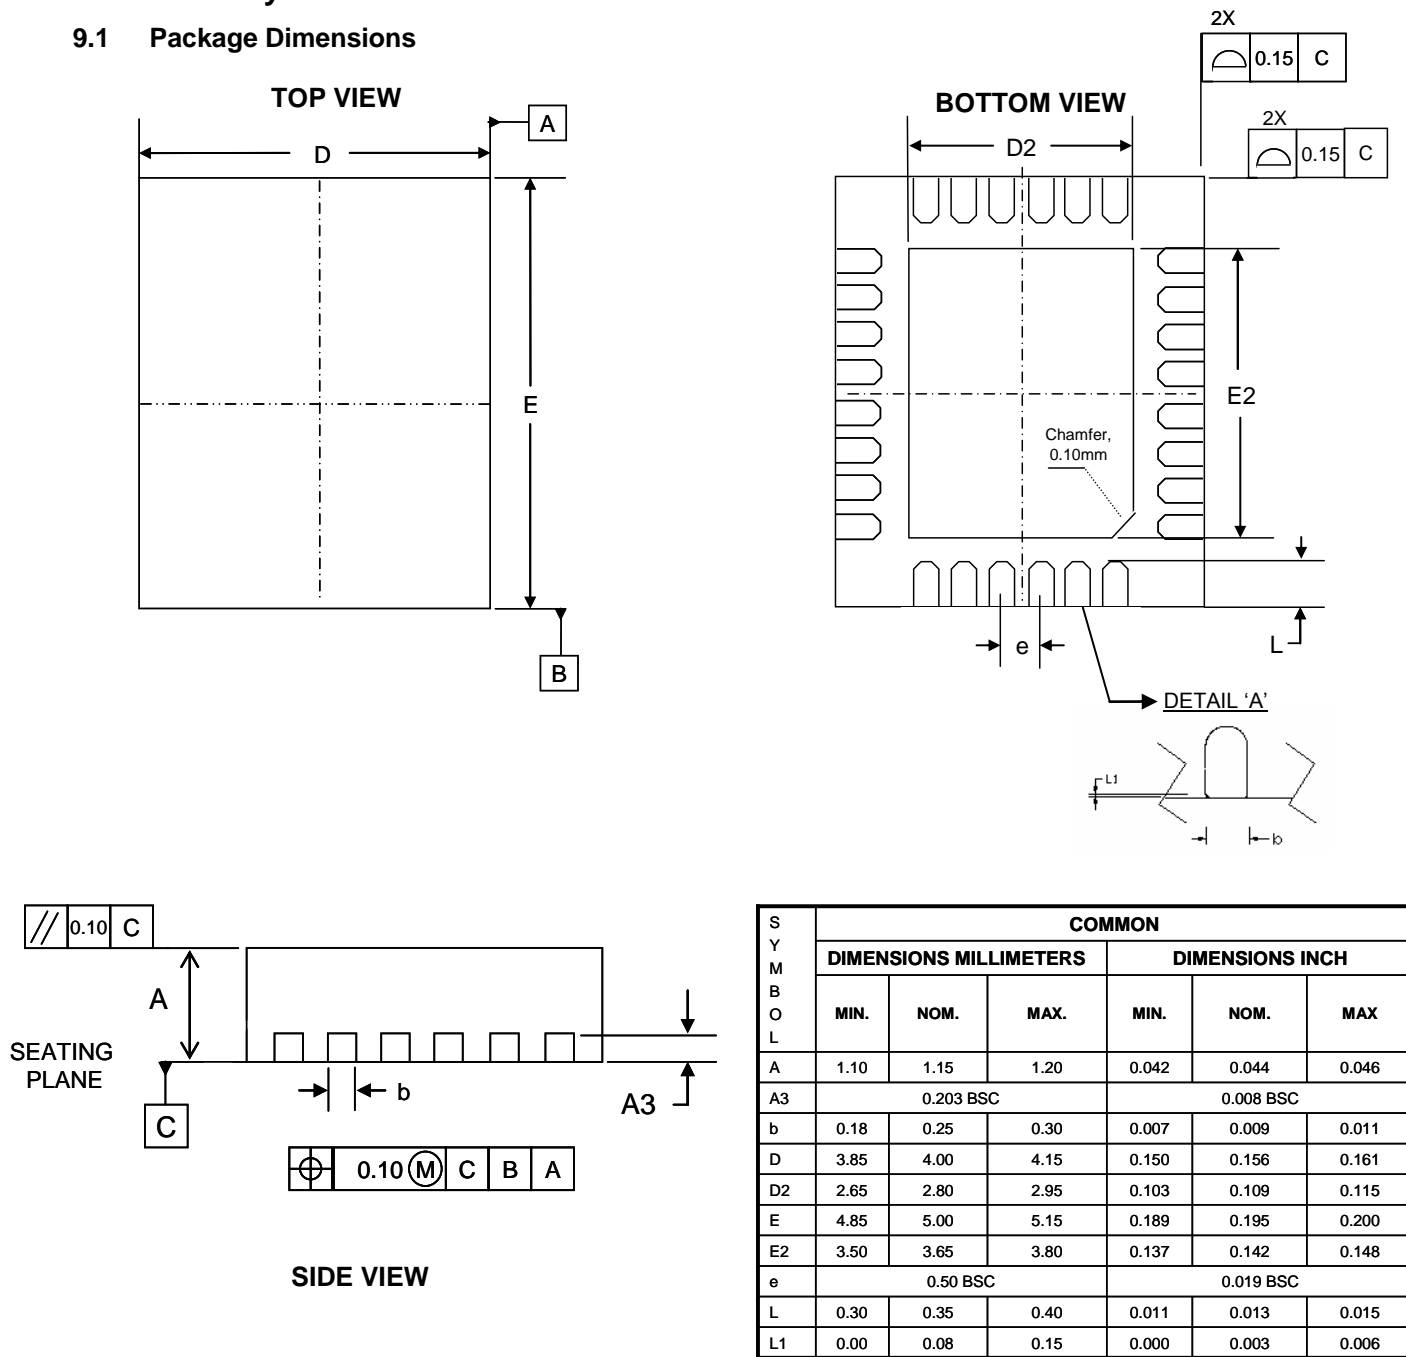 9.1 Package Dimensions
TOP VIEW
A
D
E
B
BOTTOM VIEW
2X
0.15 C
2X
0.15 C
D2
E2
Chamfer,
0.10mm
e
L
DETAIL ‘A’
L1
b
// 0.10 C
A
SEATING
PLANE
C
b
A3
0.10 M C B A
SIDE VIEW
SYMBOL COMMON
DIMENSIONS MILLIMETERS DIMENSIONS INCH
MIN. NOM. MAX. MIN. NOM. MAX
A 1.10 1.15 1.20 0.042 0.044 0.046
A3 0.203 BSC 0.008 BSC
b 0.18 0.25 0.30 0.007 0.009 0.011
D 3.85 4.00 4.15 0.150 0.156 0.161
D2 2.65 2.80 2.95 0.103 0.109 0.115
E 4.85 5.00 5.15 0.189 0.195 0.200
E2 3.50 3.65 3.80 0.137 0.142 0.148
e 0.50 BSC 0.019 BSC
L 0.30 0.35 0.40 0.011 0.013 0.015
L1 0.00 0.08 0.15 0.000 0.003 0.006